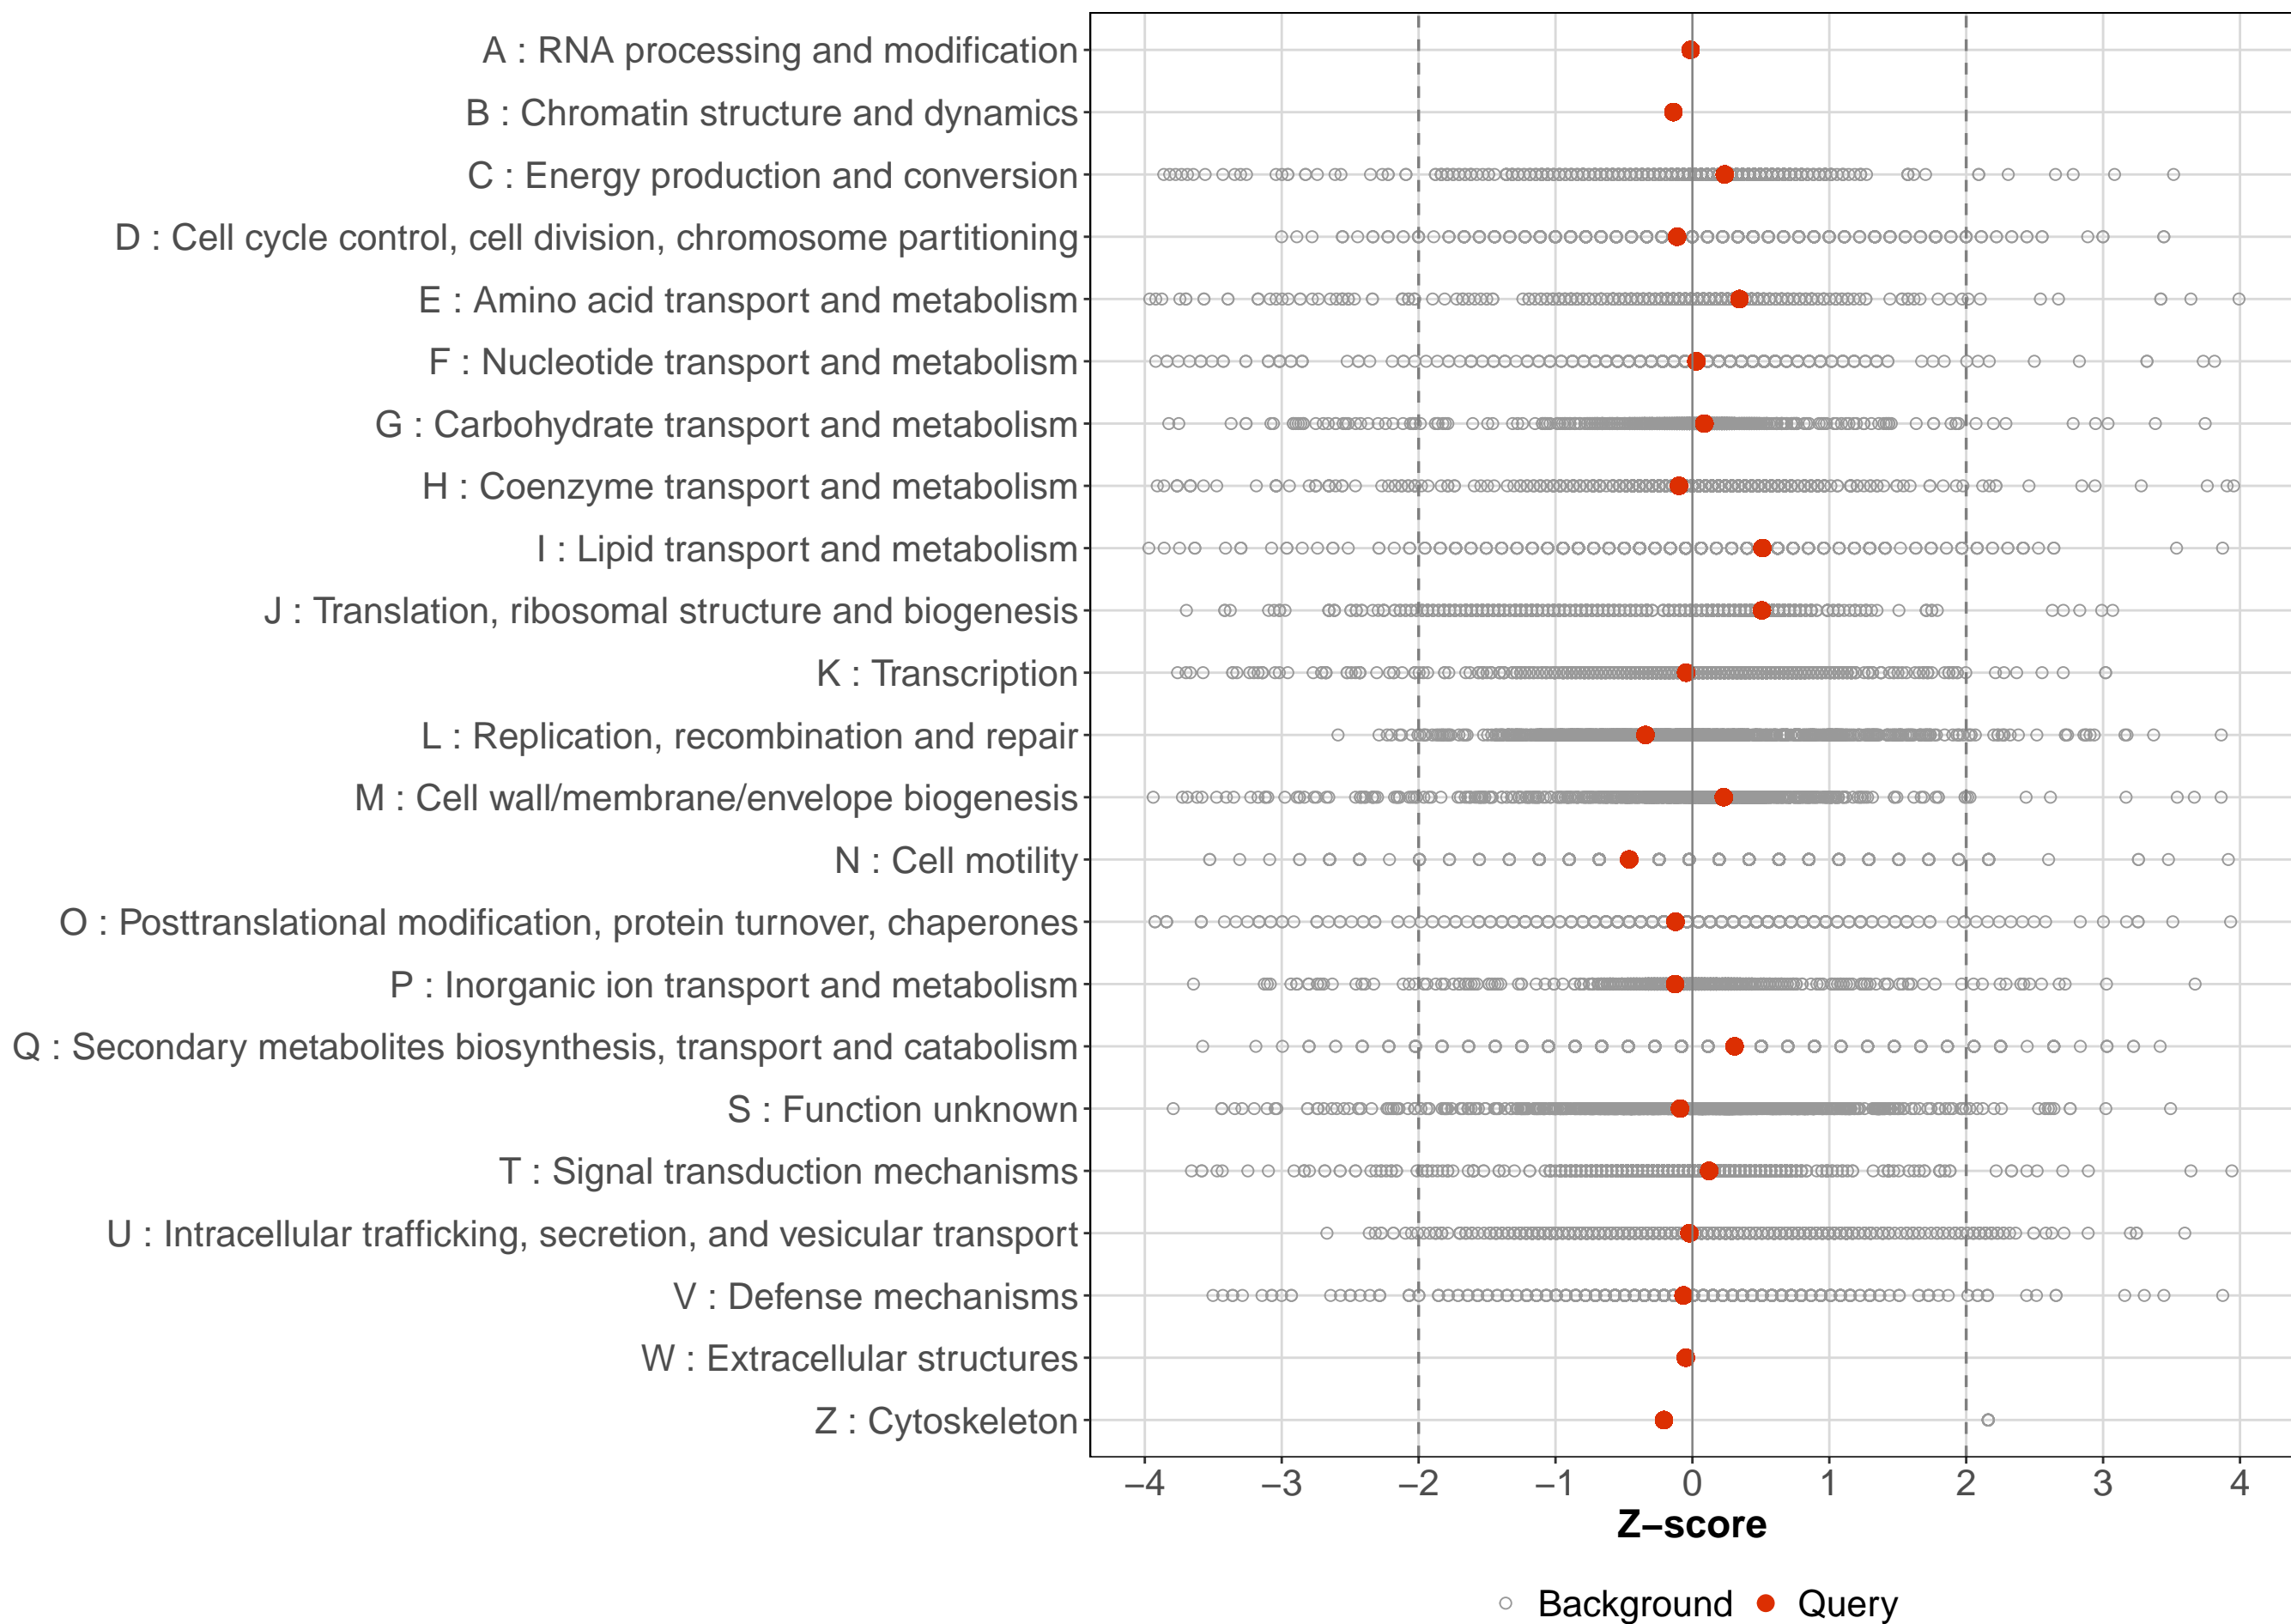 A : RNA processing and modification
B : Chromatin structure and dynamics
C : Energy production and conversion
D : Cell cycle control, cell division, chromosome partitioning
E : Amino acid transport and metabolism
F : Nucleotide transport and metabolism
G : Carbohydrate transport and metabolism
H : Coenzyme transport and metabolism
I : Lipid transport and metabolism
J : Translation, ribosomal structure and biogenesis
K : Transcription
L : Replication, recombination and repair
M : Cell wall/membrane/envelope biogenesis
N : Cell motility
O : Posttranslational modification, protein turnover, chaperones
P : Inorganic ion transport and metabolism
Q : Secondary metabolites biosynthesis, transport and catabolism
S : Function unknown
T : Signal transduction mechanisms
U : Intracellular trafficking, secretion, and vesicular transport
V : Defense mechanisms
W : Extracellular structures
Z : Cytoskeleton
−4 −3 −2 −1 0 1 2 3 4
Z−score
Background Query